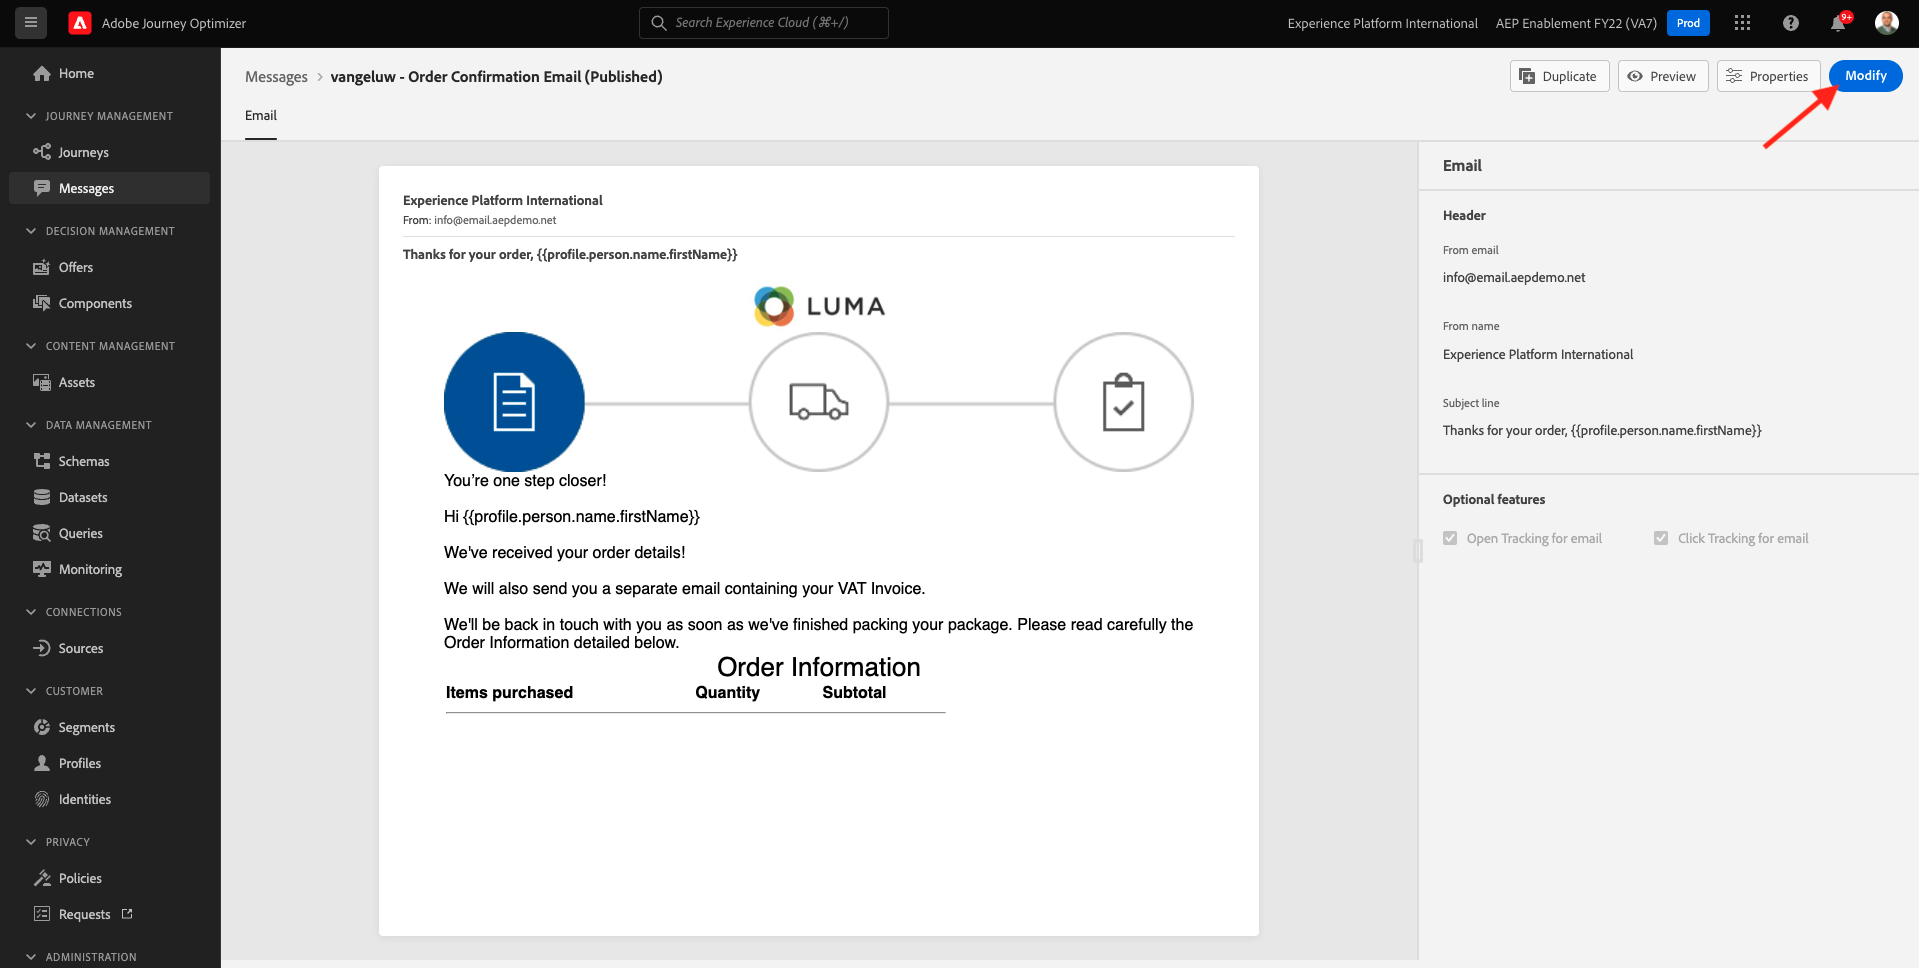 Adobe Journey Optimizer
Search Experience Cloud (⌘+/)
Experience Platform International
AEP Enablement FY22 (VA7)
Prod
9+
Home
JOURNEY MANAGEMENT
Journeys
Messages
DECISION MANAGEMENT
Offers
Components
CONTENT MANAGEMENT
Assets
DATA MANAGEMENT
Schemas
Datasets
Queries
Monitoring
CONNECTIONS
Sources
CUSTOMER
Segments
Profiles
Identities
PRIVACY
Policies
Requests
ADMINISTRATION
Messages > vangeluw - Order Confirmation Email (Published)
Duplicate
Preview
Properties
Modify
Email
Experience Platform International
From: info@email.aepdemo.net
Thanks for your order, {{profile.person.name.firstName}}
LUMA
You're one step closer!
Hi {{profile.person.name.firstName}}
We've received your order details!
We will also send you a separate email containing your VAT Invoice.
We'll be back in touch with you as soon as we've finished packing your package. Please read carefully the
Order Information detailed below.
Order Information
Items purchased Quantity Subtotal
Email
Header
From email
info@email.aepdemo.net
From name
Experience Platform International
Subject line
Thanks for your order, {{profile.person.name.firstName}}
Optional features
Open Tracking for email
Click Tracking for email